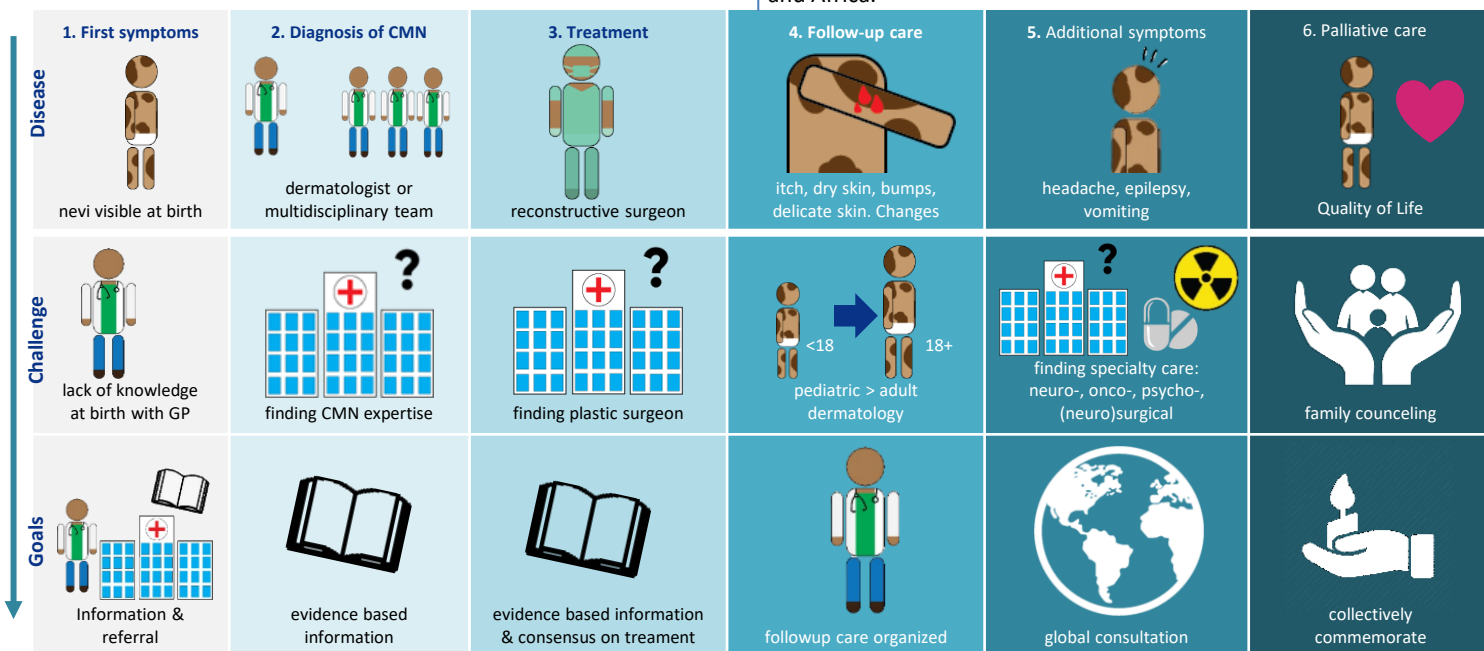 and Africa.
1. First symptoms
2. Diagnosis of CMN
3. Treatment
4. Follow-up care
5. Additional symptoms
6. Palliative care
Disease
nevi visible at birth
dermatologist or
multidisciplinary team
reconstructive surgeon
itch, dry skin, bumps,
delicate skin. Changes
headache, epilepsy,
vomiting
Quality of Life
Challenge
lack of knowledge
at birth with GP
?
finding CMN expertise
?
finding plastic surgeon
<18
18+
pediatric > adult
dermatology
?
finding specialty care:
neuro-, onco-, psycho-,
(neuro)surgical
family counceling
Goals
Information &
referral
evidence based
information
evidence based information
& consensus on treament
followup care organized
global consultation
collectively
commemorate